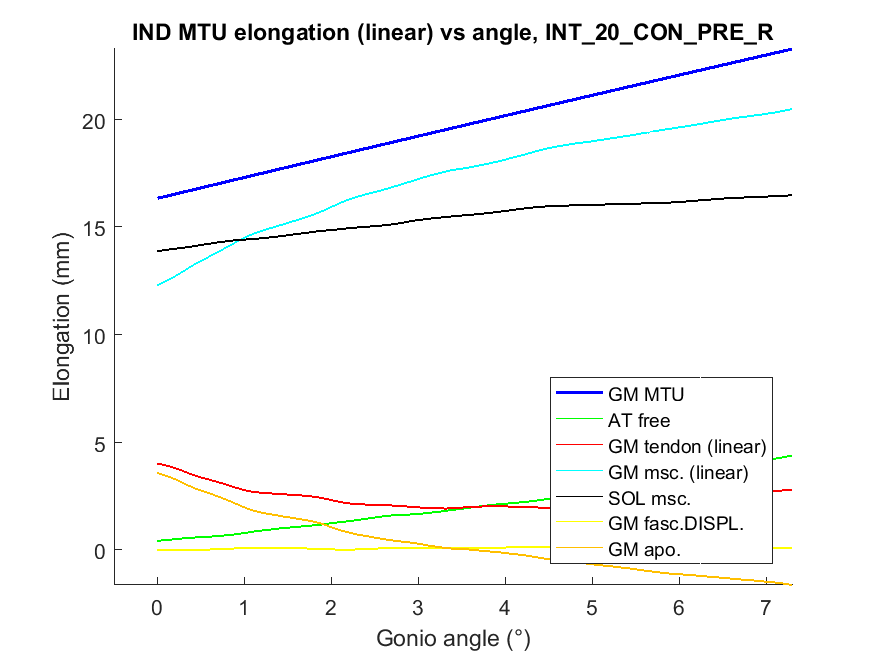 IND MTU elongation (linear) vs angle, INT_20_CON_PRE_R
Elongation (mm)
20
15
10
5
0
GM MTU
AT free
GM tendon (linear)
GM msc. (linear)
SOL msc.
GM fasc.DISPL.
GM apo.
0 1 2 3 4 5 6 7
Gonio angle (°)